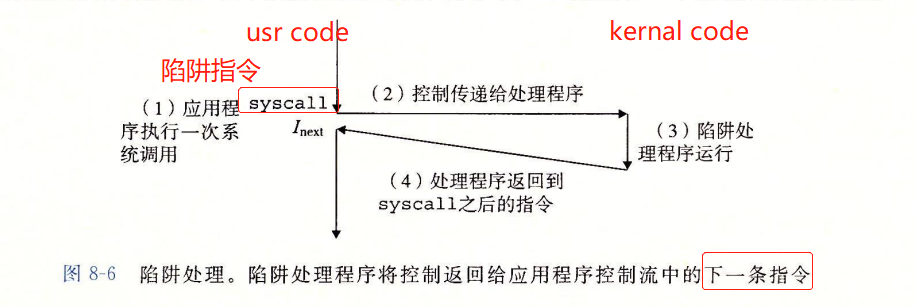 usr code
kernal code
陷阱指令
syscall
(1)应用程
序执行一次系
统调用
Inext
(2)控制传递给处理程序
(3)陷阱处
理程序运行
(4)处理程序返回到
syscall之后的指令
图 8-6 陷阱处理。陷阱处理程序将控制返回给应用程序控制流中的下一条指令